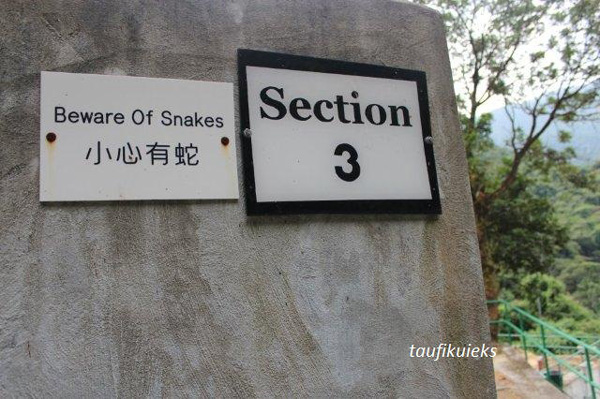 Beware Of Snakes
小心有蛇
Section
3
taufikuieks